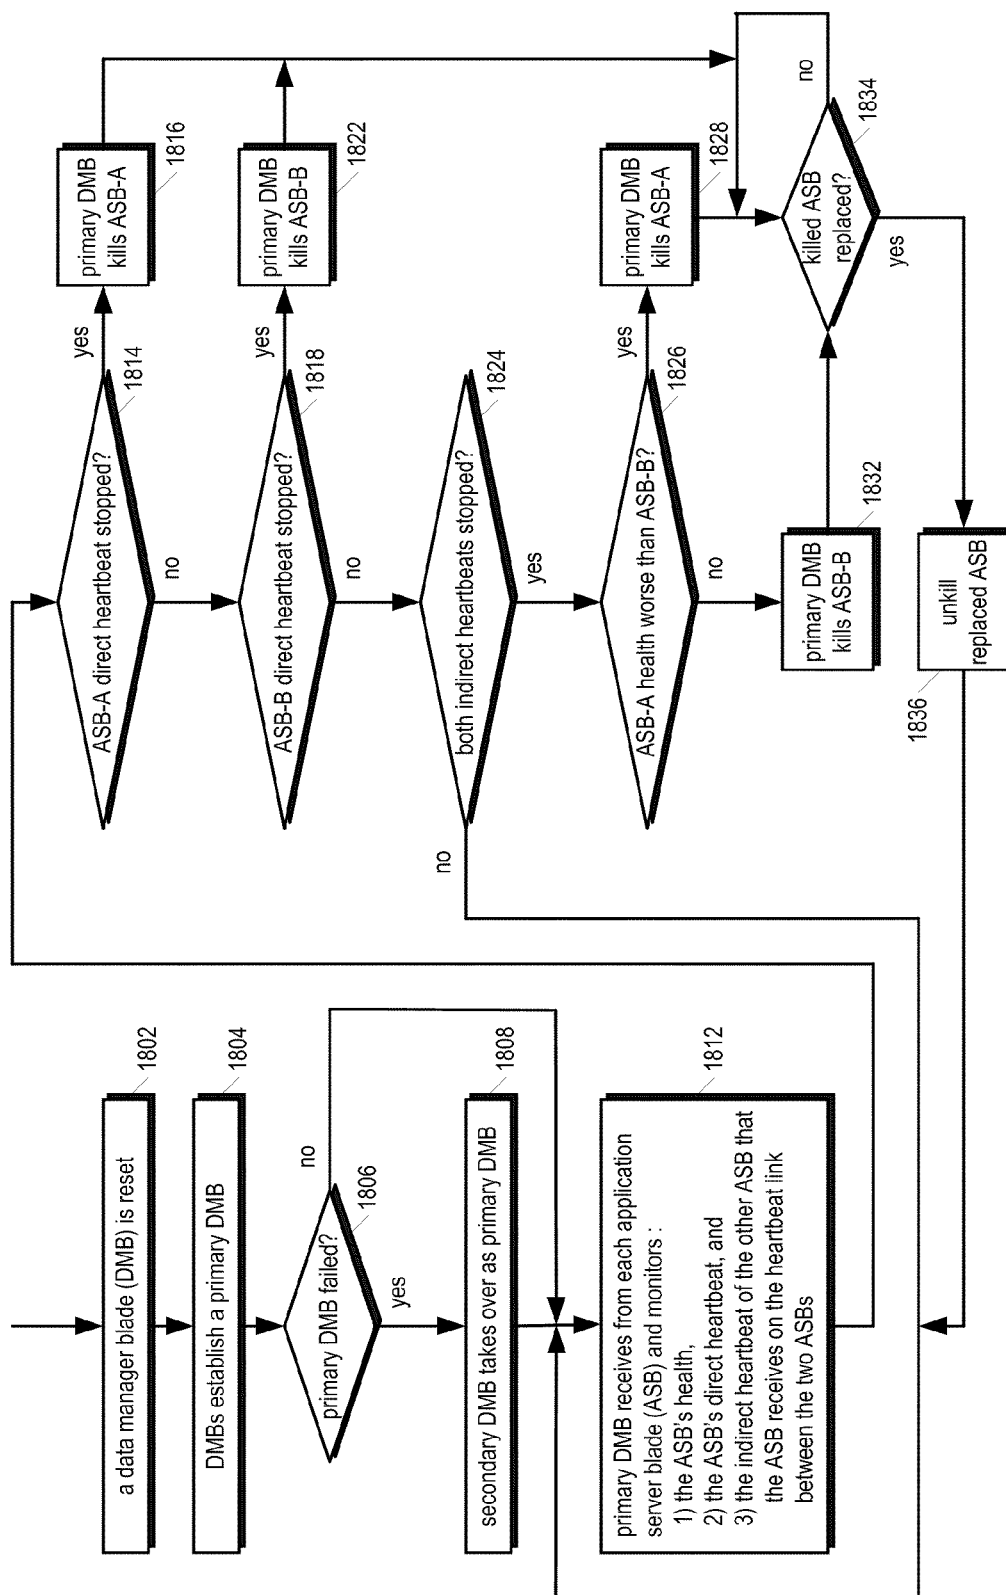 a data manager blade (DMB) is reset
1802
DMBs establish a primary DMB
1804
primary DMB failed?
1806
no
yes
secondary DMB takes over as primary DMB
1808
primary DMB receives from each application
server blade (ASB) and monitors :
1) the ASB's health,
2) the ASB's direct heartbeat, and
3) the indirect heartbeat of the other ASB that
the ASB receives on the heartbeat link
between the two ASBs
1812
ASB-A direct heartbeat stopped?
1814
yes
no
primary DMB
kills ASB-A
1816
ASB-B direct heartbeat stopped?
1818
yes
no
primary DMB
kills ASB-B
1822
both indirect heartbeats stopped?
1824
no
yes
ASB-A health worse than ASB-B?
1826
yes
no
primary DMB
kills ASB-A
1828
primary DMB
kills ASB-B
1832
killed ASB
replaced?
1834
no
yes
unkill
replaced ASB
1836